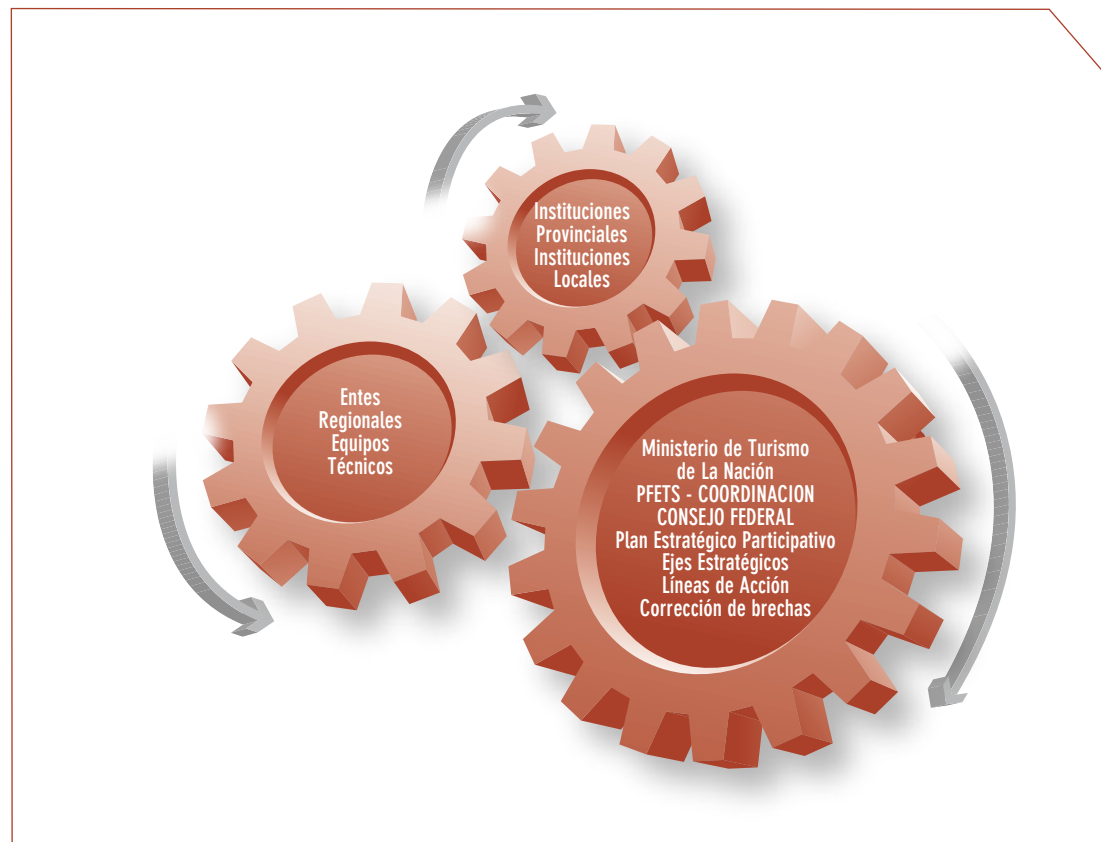 Instituciones
Provinciales
Instituciones
Locales
Entes
Regionales
Equipos
Técnicos
Ministerio de Turismo
de La Nación
PFETS - COORDINACION
CONSEJO FEDERAL
Plan Estratégico Participativo
Ejes Estratégicos
Líneas de Acción
Corrección de brechas